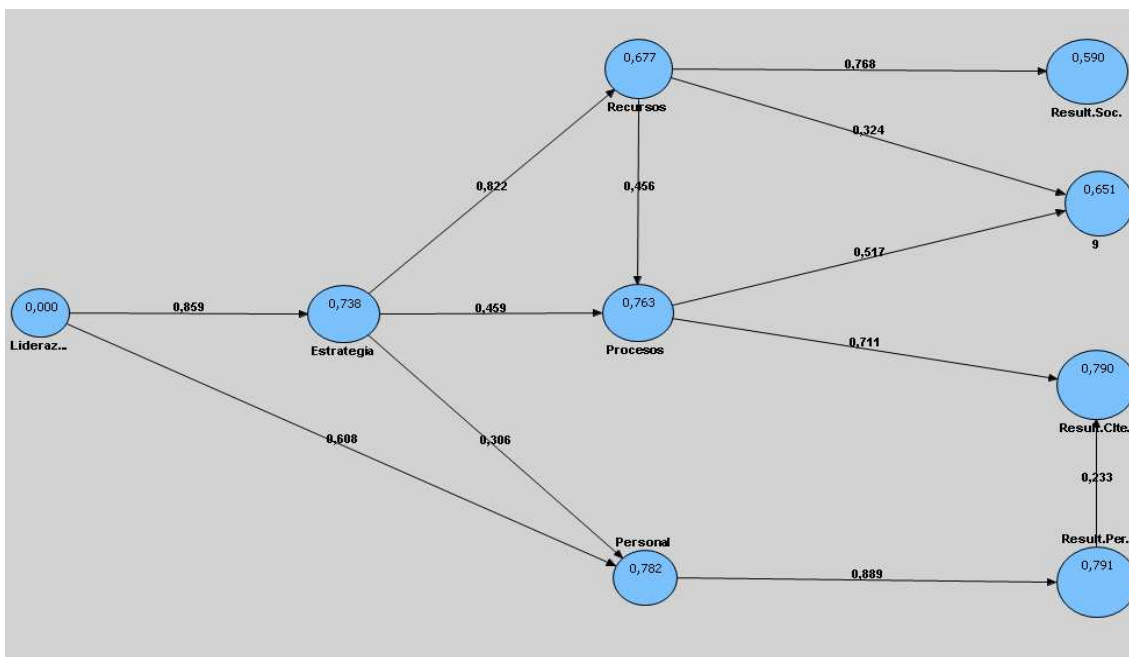 0,677
Recursos
0,768
0,590
Result.Soc.
0,324
0,822
0,456
0,651
9
0,517
0,000
Lideraz...
0,859
0,738
Estrategia
0,459
0,763
Procesos
0,711
0,790
Result.Clte.
0,608
0,306
0,233
Personal
0,782
0,889
Result.Per.
0,791